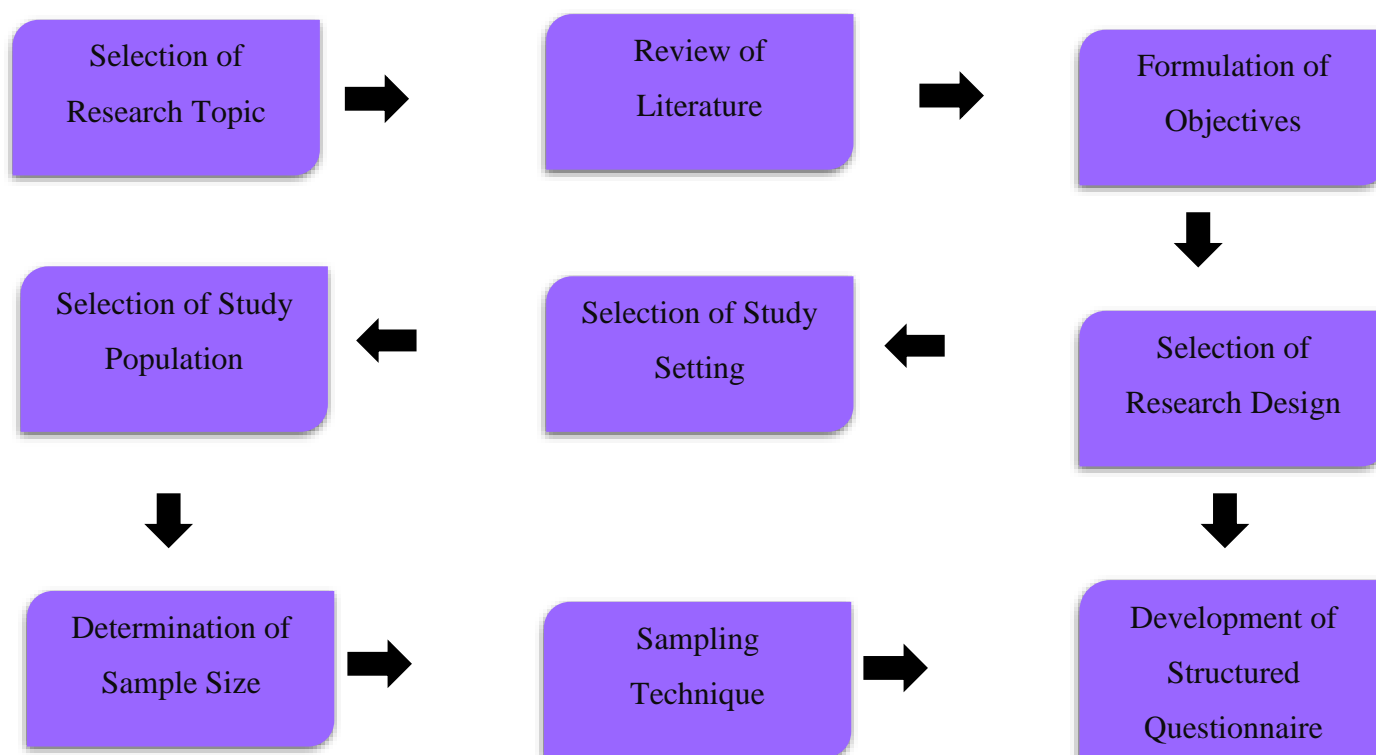 Selection of
Research Topic
Review of
Literature
Formulation of
Objectives
Selection of Study
Population
Selection of Study
Setting
Selection of
Research Design
Determination of
Sample Size
Sampling
Technique
Development of
Structured
Questionnaire